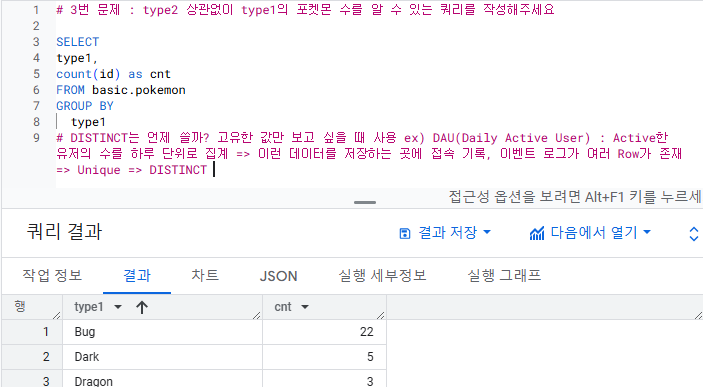 1 # 3번 문제 : type2 상관없이 type1의 포켓몬 수를 알 수 있는 쿼리를 작성해주세요
2
3 SELECT
4 type1,
5 count(id) as cnt
6 FROM basic.pokemon
7 GROUP BY
8 type1
9 # DISTINCT는 언제 쓸까? 고유한 값만 보고 싶을 때 사용 ex) DAU(Daily Active User) : Active한
유저의 수를 하루 단위로 집계 => 이런 데이터를 저장하는 곳에 접속 기록, 이벤트 로그가 여러 Row가 존재
=> Unique => DISTINCT
접근성 옵션을 보려면 Alt+F1 키를 누르세
쿼리 결과 결과 저장 다음에서 열기
작업 정보 결과 차트 JSON 실행 세부정보 실행 그래프
행 type1 cnt
1 Bug 22
2 Dark 5
3 Dragon 3